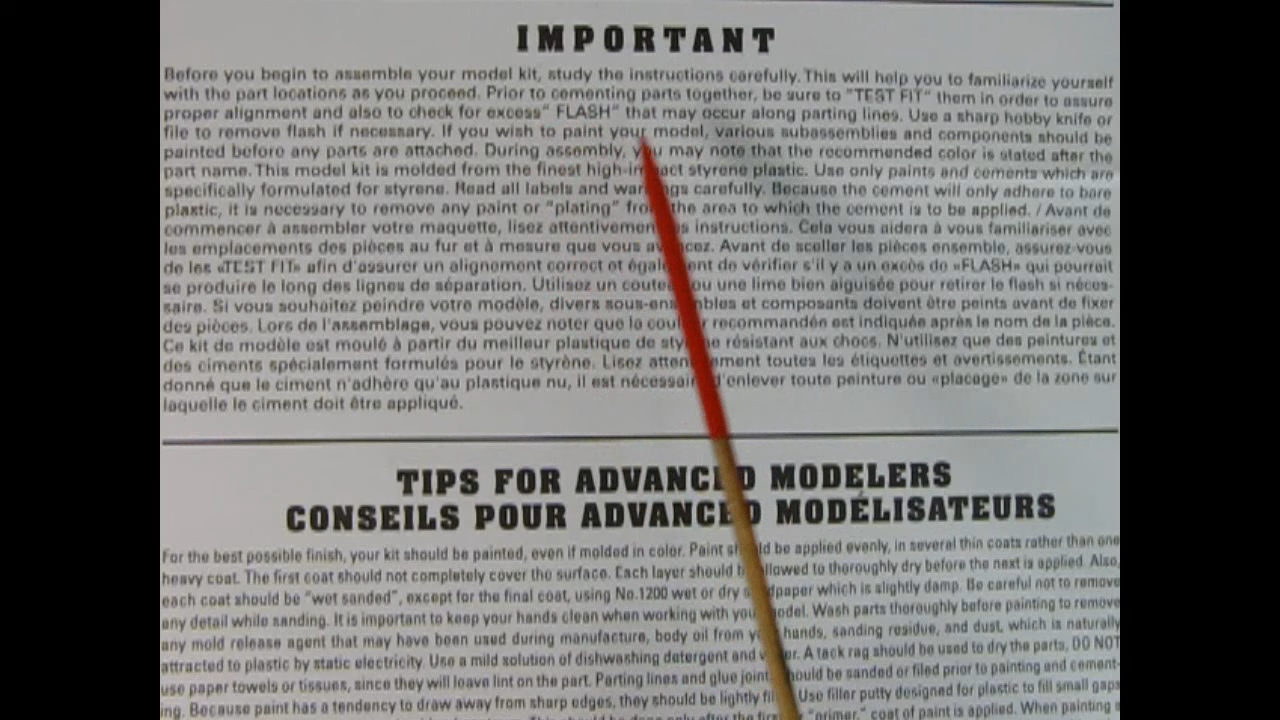 IMPORTANT
Before you begin to assemble your model kit, study the instructions carefully. This will help you to familiarize yourself
with the part locations as you proceed. Prior to cementing parts together, be sure to "TEST FIT" them in order to assure
proper alignment and also to check for excess" FLASH" that may occur along parting lines. Use a sharp hobby knife or
file to remove flash if necessary. If you wish to paint your model, various subassemblies and components should be
painted before any parts are attached. During assembly, you may note that the recommended color is stated after the
part name. This model kit is molded from the finest high-impact styrene plastic. Use only paints and cements which are
specifically formulated for styrene. Read all labels and warnings carefully. Because the cement will only adhere to bare
plastic, it is necessary to remove any paint or "plating" from the area to which the cement is to be applied. / Avant de
commencer à assembler votre maquette, lisez attentivement les instructions. Cela vous aidera à vous familiariser avec
les emplacements des pièces au fur et à mesure que vous avancez. Avant de sceller les pièces ensemble, assurez-vous
de les «TEST FIT» afin d'assurer un alignement correct et également de vérifier s'il y a un excès de «FLASH» qui pourrait
se produire le long des lignes de séparation. Utilisez un couteau ou une lime bien aiguisée pour retirer le flash si néces-
saire. Si vous souhaitez peindre votre modèle, divers sous-ensembles et composants doivent être peints avant de fixer
des pièces. Lors de l'assemblage, vous pouvez noter que la couleur recommandée est indiquée après le nom de la pièce.
Ce kit de modèle est moulé à partir du meilleur plastique de styrène résistant aux chocs. N'utilisez que des peintures et
des ciments spécialement formulés pour le styrène. Lisez attentivement toutes les étiquettes et avertissements. Étant
donné que le ciment n'adhère qu'au plastique nu, il est nécessaire d'enlever toute peinture ou «placage» de la zone sur
laquelle le ciment doit être appliqué.
TIPS FOR ADVANCED MODELERS
CONSEILS POUR ADVANCED MODÉLISATEURS
For the best possible finish, your kit should be painted, even if molded in color. Paint should be applied evenly, in several thin coats rather than one
heavy coat. The first coat should not completely cover the surface. Each layer should be allowed to thoroughly dry before the next is applied. Also,
each coat should be "wet sanded", except for the final coat, using No.1200 wet or dry sandpaper which is slightly damp. Be careful not to remove
any detail while sanding. It is important to keep your hands clean when working with your model. Wash parts thoroughly before painting to remove
any mold release agent that may have been used during manufacture, body oil from your hands, sanding residue, and dust, which is naturally
attracted to plastic by static electricity. Use a mild solution of dishwashing detergent and water. A tack rag should be used to dry the parts, DO NOT
use paper towels or tissues, since they will leave lint on the part. Parting lines and glue joints should be sanded or filed prior to painting and cement-
ing. Because paint has a tendency to draw away from sharp edges, they should be lightly filed. Use filler putty designed for plastic to fill small gaps
This should be done only after the first, or "primer," coat of paint is applied. When painting a